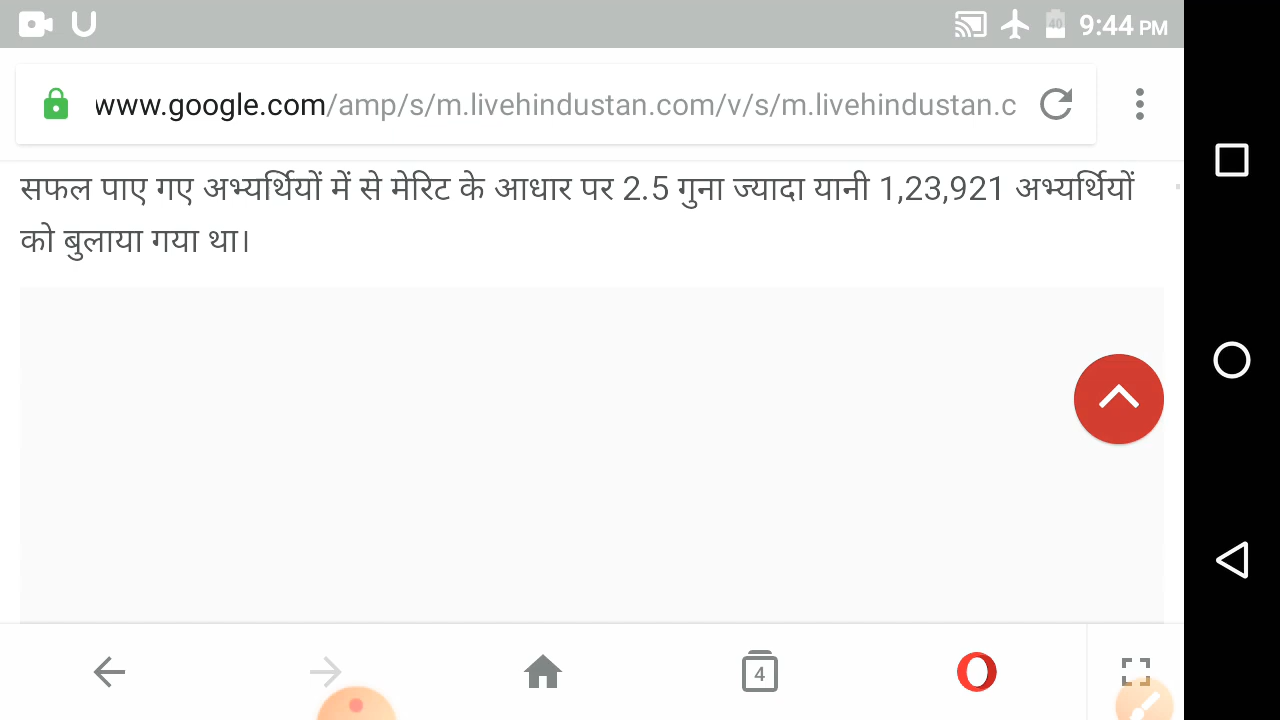 40 9:44 PM
www.google.com/amp/s/m.livehindustan.com/v/s/m.livehindustan.c
सफल पाए गए अभ्यर्थियों में से मेरिट के आधार पर 2.5 गुना ज्यादा यानी 1,23,921 अभ्यर्थियों
को बुलाया गया था।
4